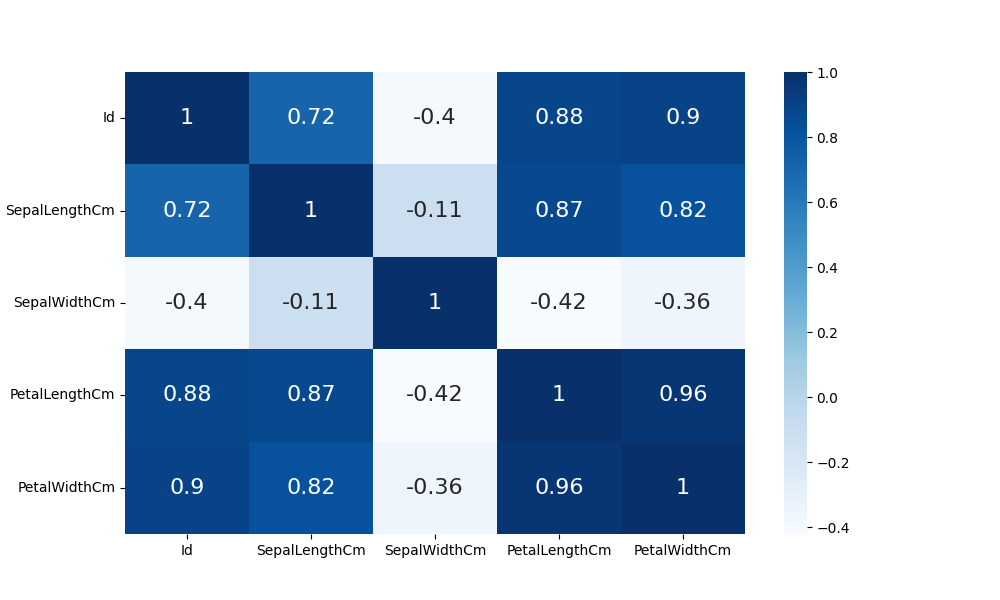 Id 1 0.72 -0.4 0.88 0.9
SepalLengthCm 0.72 1 -0.11 0.87 0.82
SepalWidthCm -0.4 -0.11 1 -0.42 -0.36
PetalLengthCm 0.88 0.87 -0.42 1 0.96
PetalWidthCm 0.9 0.82 -0.36 0.96 1
Id SepalLengthCm SepalWidthCm PetalLengthCm PetalWidthCm
1.0
0.8
0.6
0.4
0.2
0.0
−0.2
−0.4